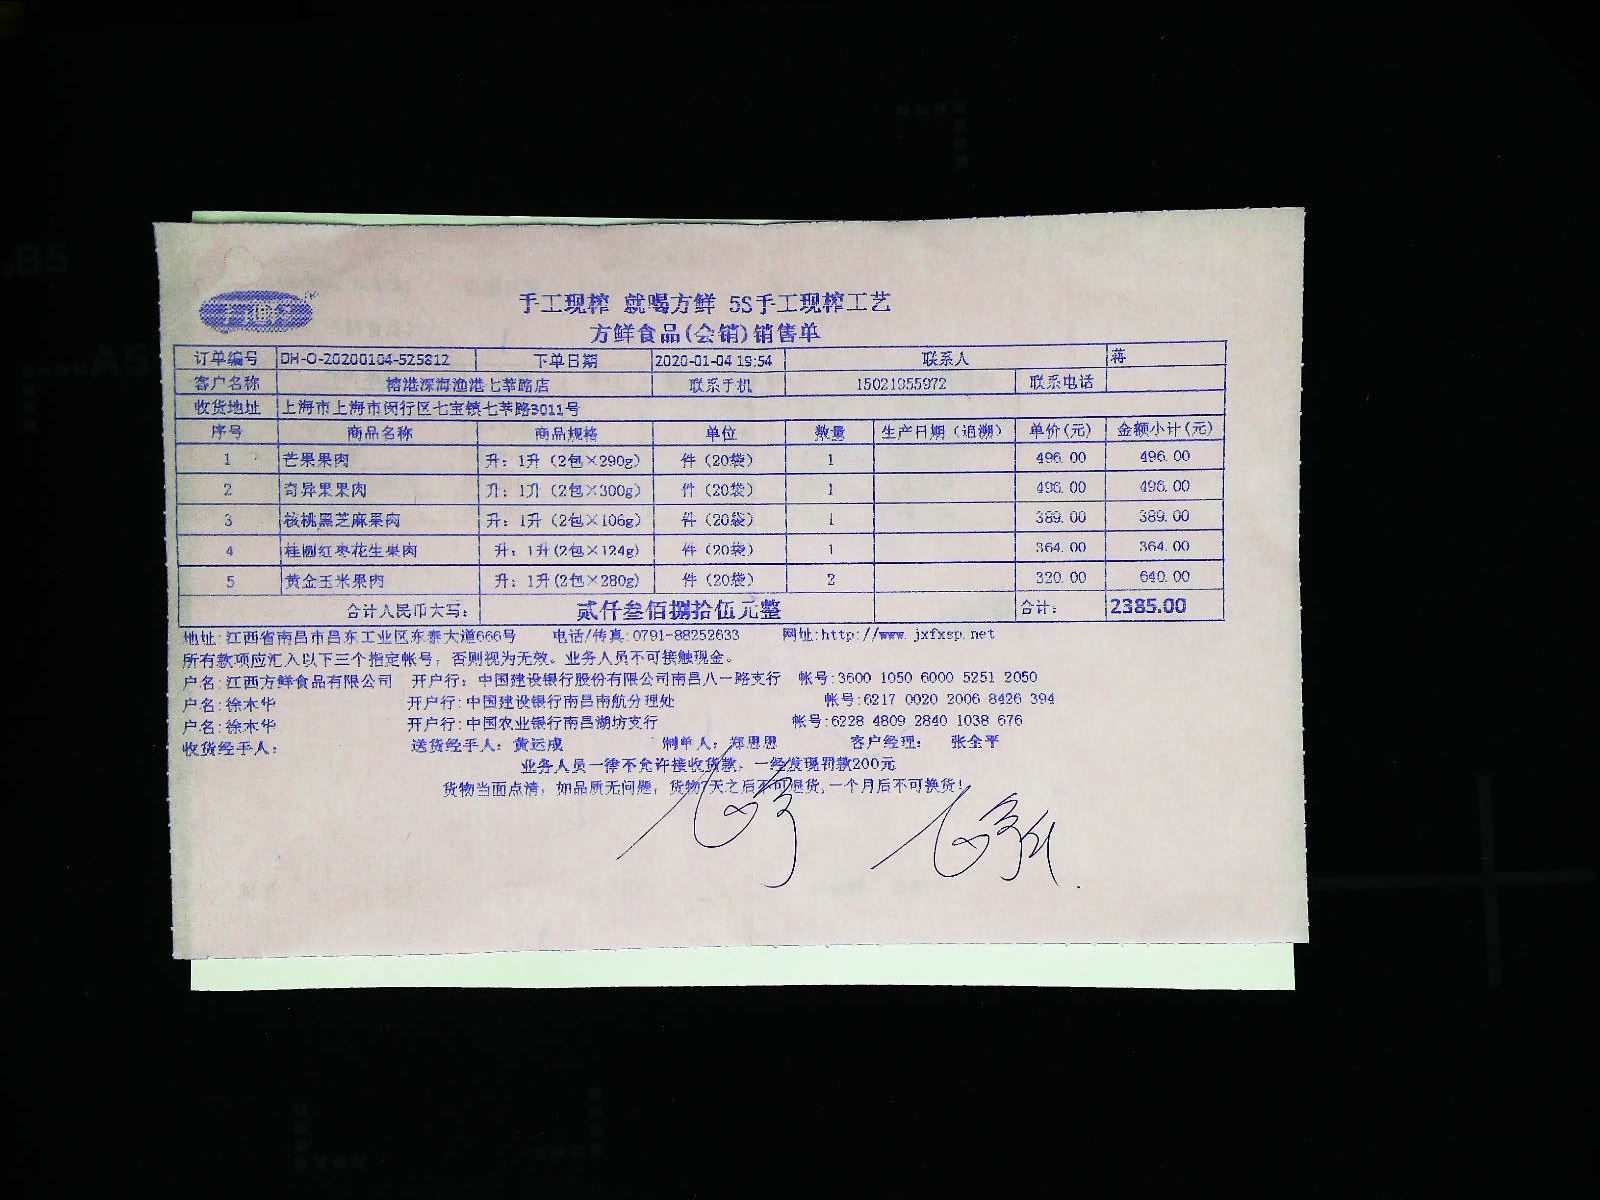 手工现榨 就喝方鲜 5S手工现榨工艺
方鲜食品(会销)销售单
订单编号 DH-O-20200104-525812 下单日期 2020-01-04 19:54 联系人 蒋
客户名称 榕港深海渔港七莘路店 联系手机 15021055972 联系电话
收货地址 上海市上海市闵行区七宝镇七莘路3011号
序号 商品名称 商品规格 单位 数量 生产日期(追溯) 单价(元) 金额小计(元)
1 芒果果肉 升：1升（2包×290g） 件（20袋） 1 496.00 496.00
2 奇异果果肉 升：1升（2包×300g） 件（20袋） 1 496.00 496.00
3 核桃黑芝麻果肉 升：1升（2包×106g） 件（20袋） 1 389.00 389.00
4 桂圆红枣花生果肉 升：1升(2包×124g) 件（20袋） 1 364.00 364.00
5 黄金玉米果肉 升：1升(2包×280g) 件（20袋） 2 320.00 640.00
合计人民币大写： 贰仟叁佰捌拾伍元整 合计： 2385.00
地址:江西省南昌市昌东工业区东泰大道666号 电话/传真:0791-88252633 网址:http://www.jxfxsp.net
所有款项应汇入以下三个指定帐号，否则视为无效。业务人员不可接触现金。
户名:江西方鲜食品有限公司 开户行：中国建设银行股份有限公司南昌八一路支行 帐号:3600 1050 6000 5251 2050
户名:徐木华 开户行:中国建设银行南昌南航分理处 帐号:6217 0020 2006 8426 394
户名:徐木华 开户行:中国农业银行南昌湖坊支行 帐号:6228 4809 2840 1038 676
收货经手人： 送货经手人：黄运成 制单人：郑恩恩 客户经理： 张全平
业务人员一律不允许接收货款，一经发现罚款200元
货物当面点清，如品质无问题，货物7天之后不可退货,一个月后不可换货！